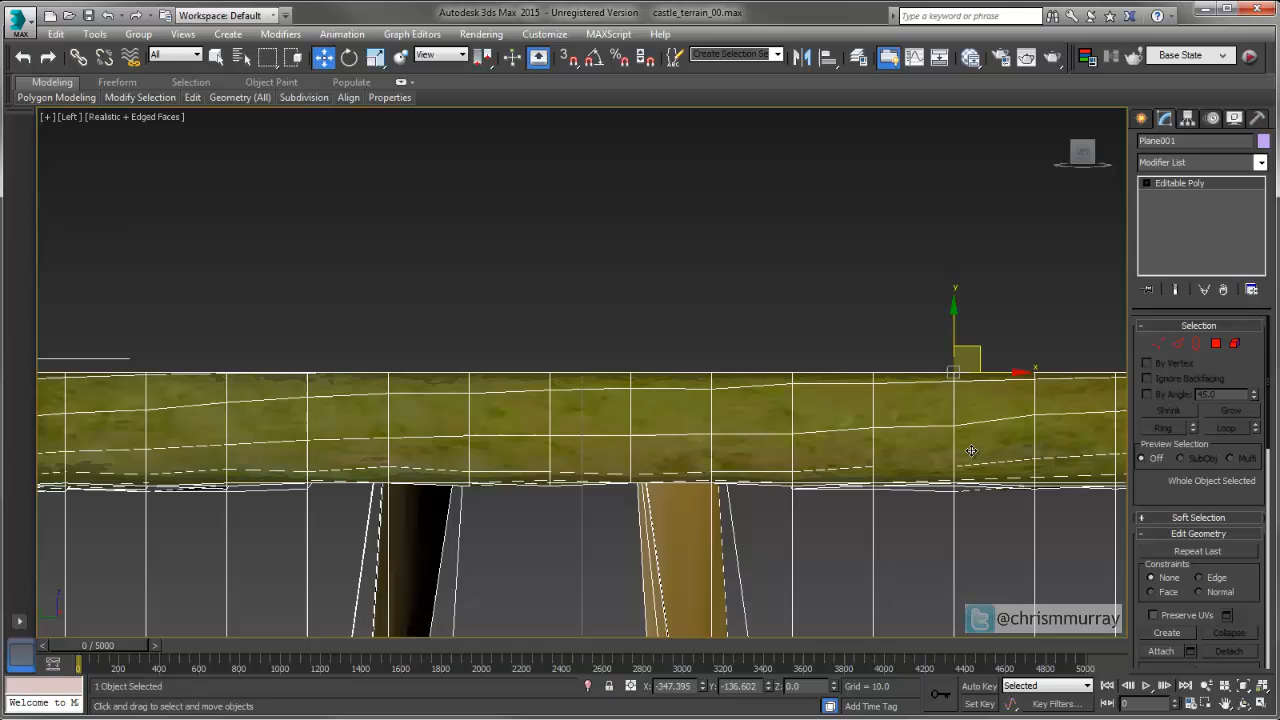 MAX
Workspace: Default
Autodesk 3ds Max 2015 - Unregistered Version castle_terrain_00.max
Type a keyword or phrase
Edit Tools Group Views Create Modifiers Animation Graph Editors Rendering Customize MAXScript Help
All View 3 Create Selection Se Base State
Modeling Freeform Selection Object Paint Populate
Polygon Modeling Modify Selection Edit Geometry (All) Subdivision Align Properties
[+] [Left ] [Realistic + Edged Faces ]
LEFT
y
x
z
Plane001
Modifier List
Editable Poly
Selection
By Vertex
Ignore Backfacing
By Angle: 45.0
Shrink Grow
Ring Loop
Preview Selection
Off SubObj Multi
Whole Object Selected
Soft Selection
Edit Geometry
Repeat Last
Constraints
None Edge
Face Normal
Preserve UVs
Create Collapse
Attach Detach
@chrismmurray
0 / 5000
0 200 400 600 800 1000 1200 1400 1600 1800 2000 2200 2400 2600 2800 3000 3200 3400 3600 3800 4000 4200 4400 4600 4800 5000
1 Object Selected X: -347.395 Y: -136.602 Z: 0.0 Grid = 10.0 Auto Key Selected
Welcome to M Click and drag to select and move objects Add Time Tag Set Key Key Filters... 0